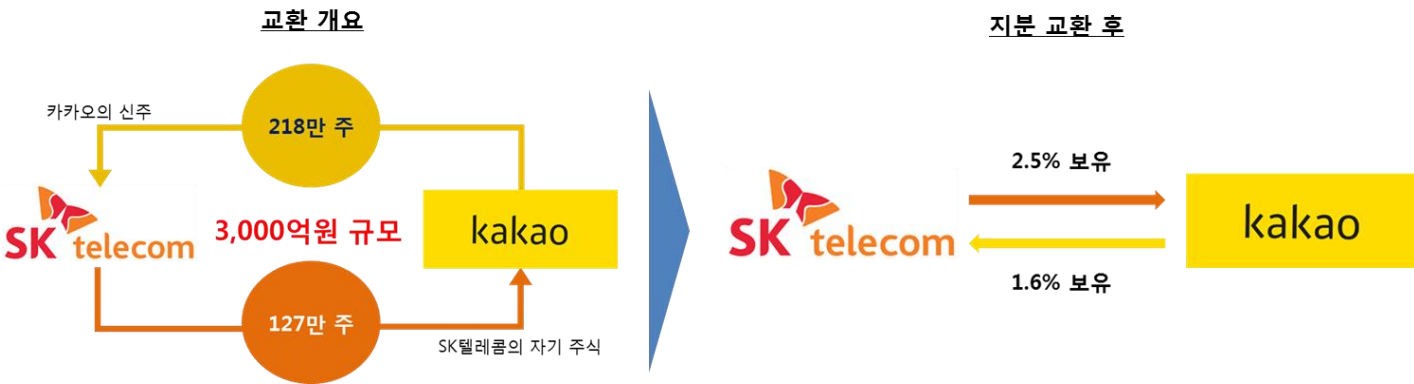 교환 개요
카카오의 신주
218만 주
SK telecom
3,000억원 규모
kakao
127만 주
SK텔레콤의 자기 주식
지분 교환 후
2.5% 보유
SK telecom
kakao
1.6% 보유